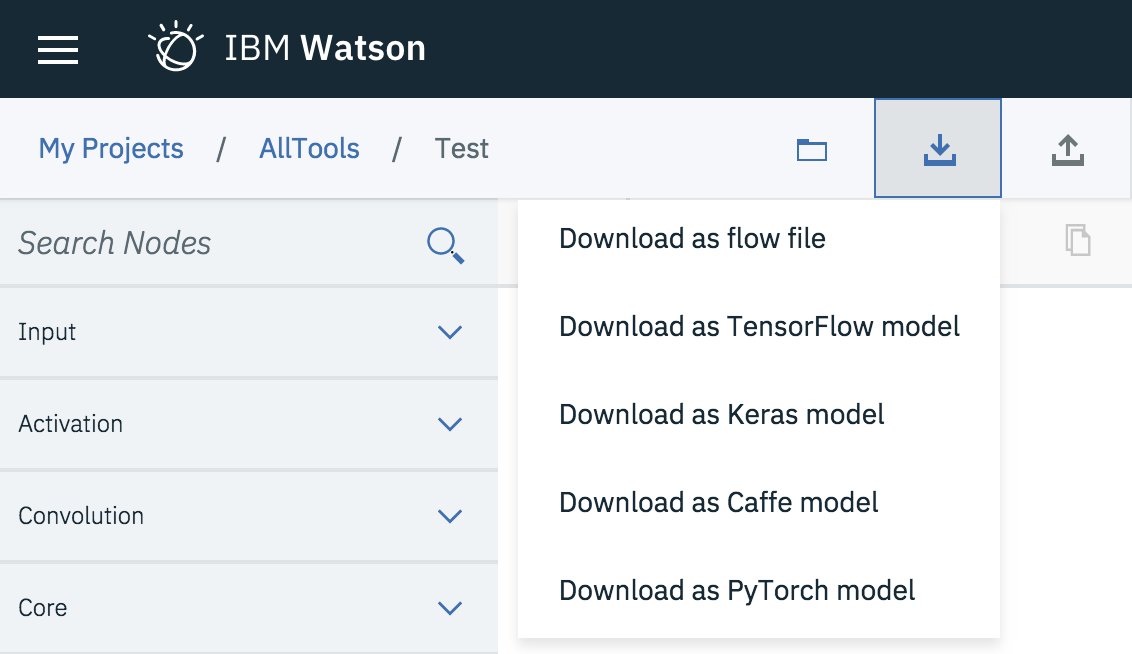 IBM Watson
My Projects / AllTools / Test
Search Nodes
Input
Activation
Convolution
Core
Download as flow file
Download as TensorFlow model
Download as Keras model
Download as Caffe model
Download as PyTorch model